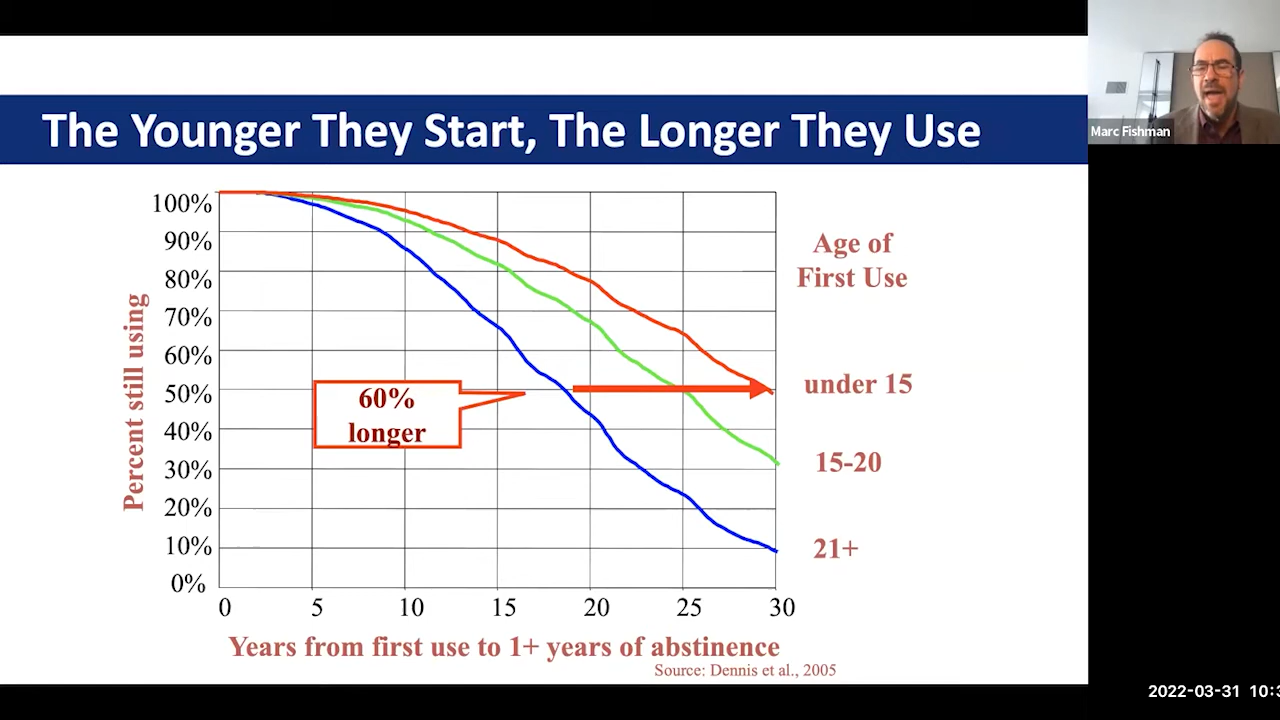 The Younger They Start, The Longer They Use
Marc Fishman
100%
90%
80%
70%
60%
50%
40%
30%
20%
10%
0%
Percent still using
60%
longer
Age of
First Use
under 15
15-20
21+
0 5 10 15 20 25 30
Years from first use to 1+ years of abstinence
Source: Dennis et al., 2005
2022-03-31 10:3